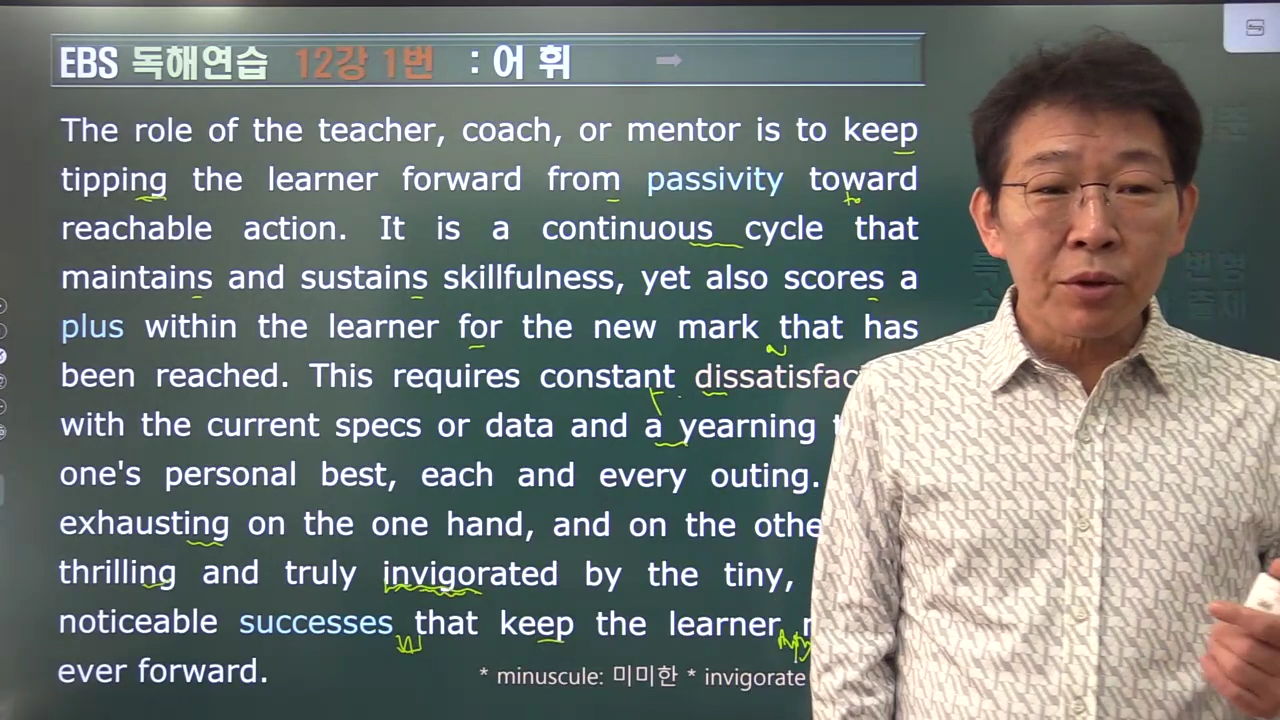 EBS 독해연습 12강 1번 : 어 휘
The role of the teacher, coach, or mentor is to keep
tipping the learner forward from passivity toward
reachable action. It is a continuous cycle that
maintains and sustains skillfulness, yet also scores a
plus within the learner for the new mark that has
been reached. This requires constant
with the current specs or data and a yearning
one's personal best, each and every outing.
exhausting on the one hand, and on the
thrilling and truly invigorated by the tiny,
noticeable successes that keep the learner
ever forward.
* minuscule: 미미한 * invigorate